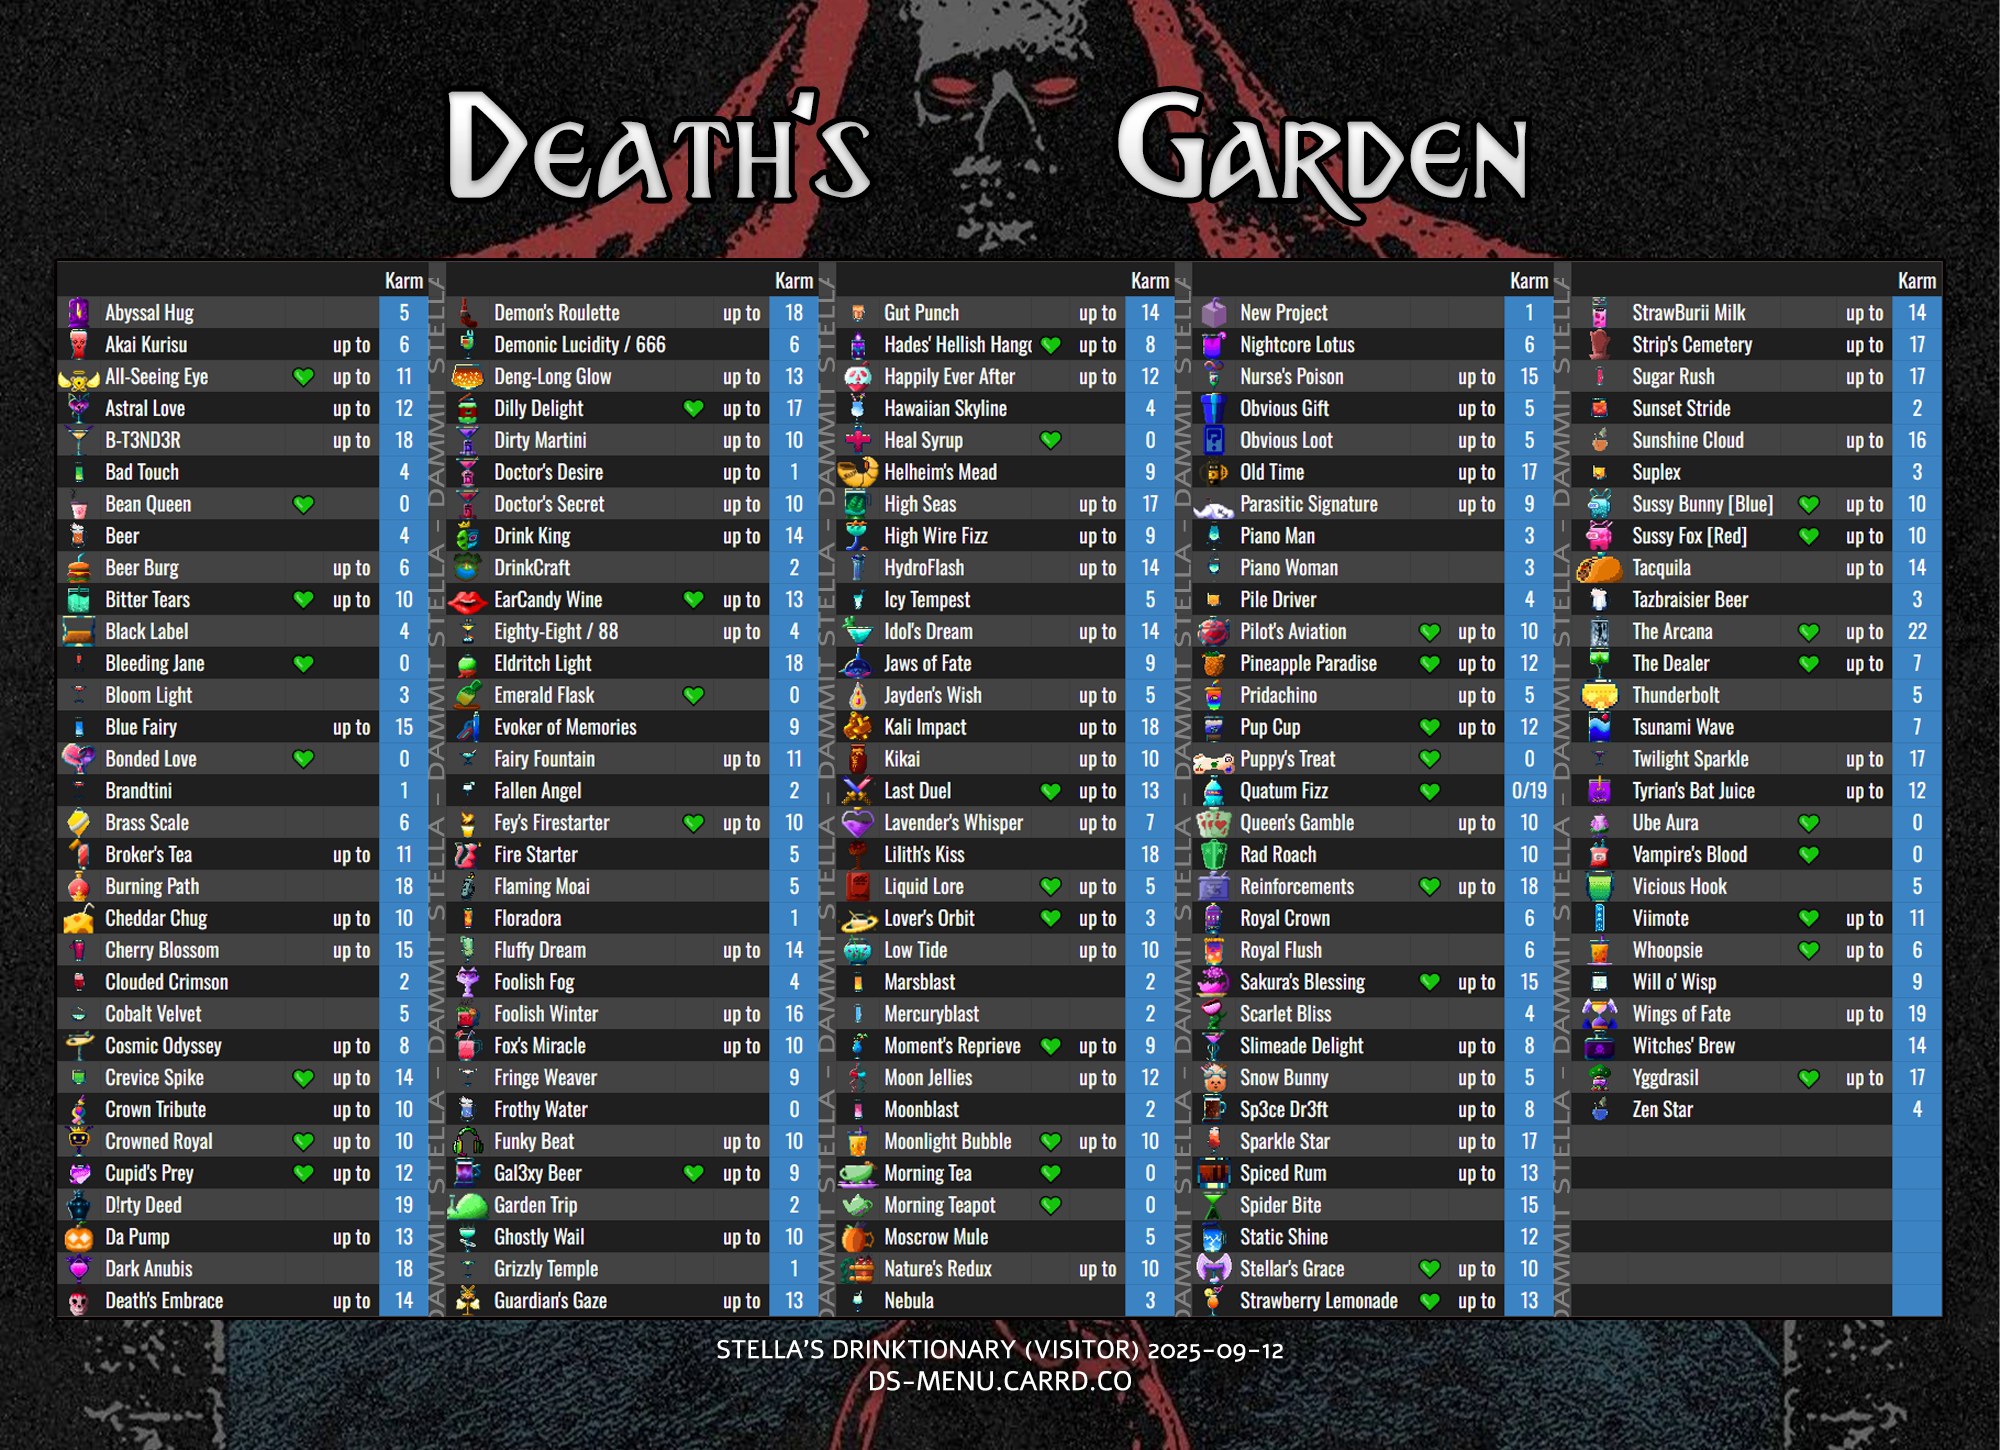 DEATH'S GARDEN
Karm
Abyssal Hug 5
Akai Kurisu up to 6
All-Seeing Eye up to 11
Astral Love up to 12
B-T3ND3R up to 18
Bad Touch 4
Bean Queen 0
Beer 4
Beer Burg up to 6
Bitter Tears up to 10
Black Label 4
Bleeding Jane 0
Bloom Light 3
Blue Fairy up to 15
Bonded Love 0
Brandtini 1
Brass Scale 6
Broker's Tea up to 11
Burning Path 18
Cheddar Chug up to 10
Cherry Blossom up to 15
Clouded Crimson 2
Cobalt Velvet 5
Cosmic Odyssey up to 8
Crevice Spike up to 14
Crown Tribute up to 10
Crowned Royal up to 10
Cupid's Prey up to 12
D!rty Deed 19
Da Pump up to 13
Dark Anubis 18
Death's Embrace up to 14
STELLA - DAMMIT STELLA - DAMMIT STELLA - DAMMIT STELLA
Karm
Demon's Roulette up to 18
Demonic Lucidity / 666 6
Deng-Long Glow up to 13
Dilly Delight up to 17
Dirty Martini up to 10
Doctor's Desire up to 1
Doctor's Secret up to 10
Drink King up to 14
DrinkCraft 2
EarCandy Wine up to 13
Eighty-Eight / 88 up to 4
Eldritch Light 18
Emerald Flask 0
Evoker of Memories 9
Fairy Fountain up to 11
Fallen Angel 2
Fey's Firestarter up to 10
Fire Starter 5
Flaming Moai 5
Floradora 1
Fluffy Dream up to 14
Foolish Fog 4
Foolish Winter up to 16
Fox's Miracle up to 10
Fringe Weaver 9
Frothy Water 0
Funky Beat up to 10
Gal3xy Beer up to 9
Garden Trip 2
Ghostly Wail up to 10
Grizzly Temple 1
Guardian's Gaze up to 13
STELLA - DAMMIT STELLA - DAMMIT STELLA - DAMMIT STELLA
Karm
Gut Punch up to 14
Hades' Hellish Hango up to 8
Happily Ever After up to 12
Hawaiian Skyline 4
Heal Syrup 0
Helheim's Mead 9
High Seas up to 17
High Wire Fizz up to 9
HydroFlash up to 14
Icy Tempest 5
Idol's Dream up to 14
Jaws of Fate 9
Jayden's Wish up to 5
Kali Impact up to 18
Kikai up to 10
Last Duel up to 13
Lavender's Whisper up to 7
Lilith's Kiss 18
Liquid Lore up to 5
Lover's Orbit up to 3
Low Tide up to 10
Marsblast 2
Mercuryblast 2
Moment's Reprieve up to 9
Moon Jellies up to 12
Moonblast 2
Moonlight Bubble up to 10
Morning Tea 0
Morning Teapot 0
Moscrow Mule 5
Nature's Redux up to 10
Nebula 3
STELLA - DAMMIT STELLA - DAMMIT STELLA - DAMMIT STELLA
Karm
New Project 1
Nightcore Lotus 6
Nurse's Poison up to 15
Obvious Gift up to 5
Obvious Loot up to 5
Old Time up to 17
Parasitic Signature up to 9
Piano Man 3
Piano Woman 3
Pile Driver 4
Pilot's Aviation up to 10
Pineapple Paradise up to 12
Pridachino up to 5
Pup Cup up to 12
Puppy's Treat 0
Quatum Fizz 0/19
Queen's Gamble up to 10
Rad Roach 10
Reinforcements up to 18
Royal Crown 6
Royal Flush 6
Sakura's Blessing up to 15
Scarlet Bliss 4
Slimeade Delight up to 8
Snow Bunny up to 5
Sp3ce Dr3ft up to 8
Sparkle Star up to 17
Spiced Rum up to 13
Spider Bite 15
Static Shine 12
Stellar's Grace up to 10
Strawberry Lemonade up to 13
STELLA - DAMMIT STELLA - DAMMIT STELLA - DAMMIT STELLA
Karm
StrawBurii Milk up to 14
Strip's Cemetery up to 17
Sugar Rush up to 17
Sunset Stride 2
Sunshine Cloud up to 16
Suplex 3
Sussy Bunny [Blue] up to 10
Sussy Fox [Red] up to 10
Tacquila up to 14
Tazbraisier Beer 3
The Arcana up to 22
The Dealer up to 7
Thunderbolt 5
Tsunami Wave 7
Twilight Sparkle up to 17
Tyrian's Bat Juice up to 12
Ube Aura 0
Vampire's Blood 0
Vicious Hook 5
Viimote up to 11
Whoopsie up to 6
Will o' Wisp 9
Wings of Fate up to 19
Witches' Brew 14
Yggdrasil up to 17
Zen Star 4
STELLA'S DRINKTIONARY (VISITOR) 2025-09-12
DS-MENU.CARRD.CO